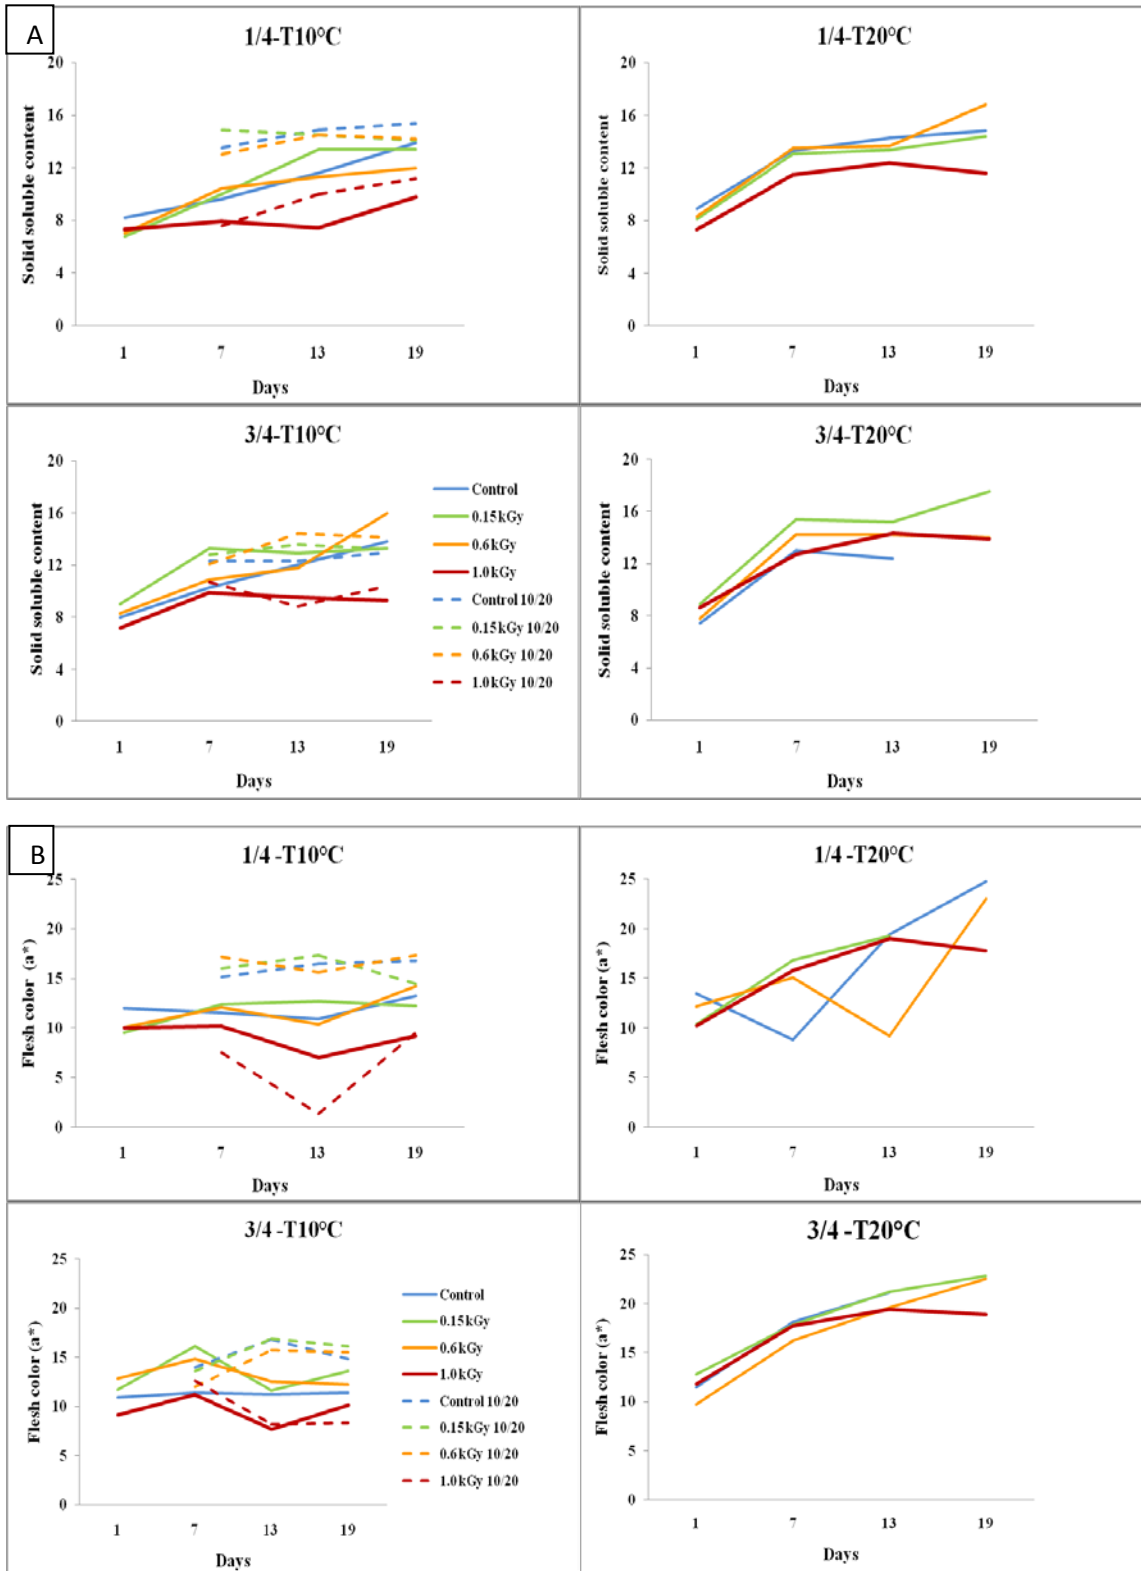 A
1/4-T10°C
20
16
12
8
4
0
Solid soluble content
1 7 13 19
Days
1/4-T20°C
20
16
12
8
4
0
Solid soluble content
1 7 13 19
Days
3/4-T10°C
20
16
12
8
4
0
Solid soluble content
1 7 13 19
Days
Control
0.15kGy
0.6kGy
1.0kGy
Control 10/20
0.15kGy 10/20
0.6kGy 10/20
1.0kGy 10/20
3/4-T20°C
20
16
12
8
4
0
Solid soluble content
1 7 13 19
Days
B
1/4 -T10°C
25
20
15
10
5
0
Flesh color (a*)
1 7 13 19
Days
1/4 -T20°C
25
20
15
10
5
0
Flesh color (a*)
1 7 13 19
Days
3/4 -T10°C
25
20
15
10
5
0
Flesh color (a*)
1 7 13 19
Days
Control
0.15kGy
0.6kGy
1.0kGy
Control 10/20
0.15kGy 10/20
0.6kGy 10/20
1.0kGy 10/20
3/4 -T20°C
25
20
15
10
5
0
Flesh color (a*)
1 7 13 19
Days